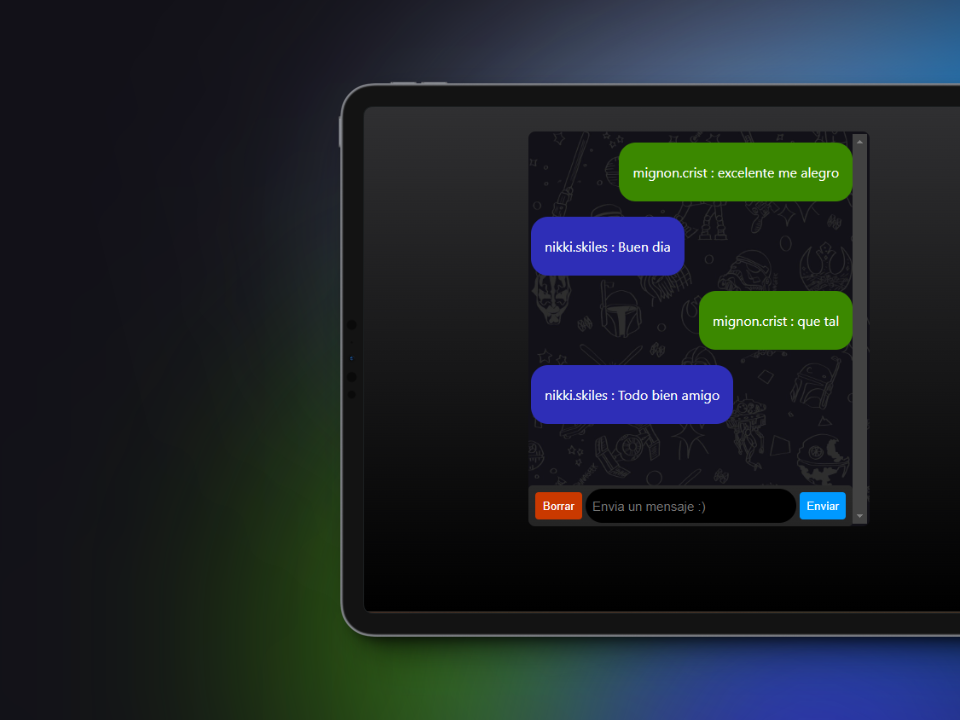 mignon.crist : excelente me alegro
nikki.skiles : Buen dia
mignon.crist : que tal
nikki.skiles : Todo bien amigo
Borrar Envia un mensaje :) Enviar